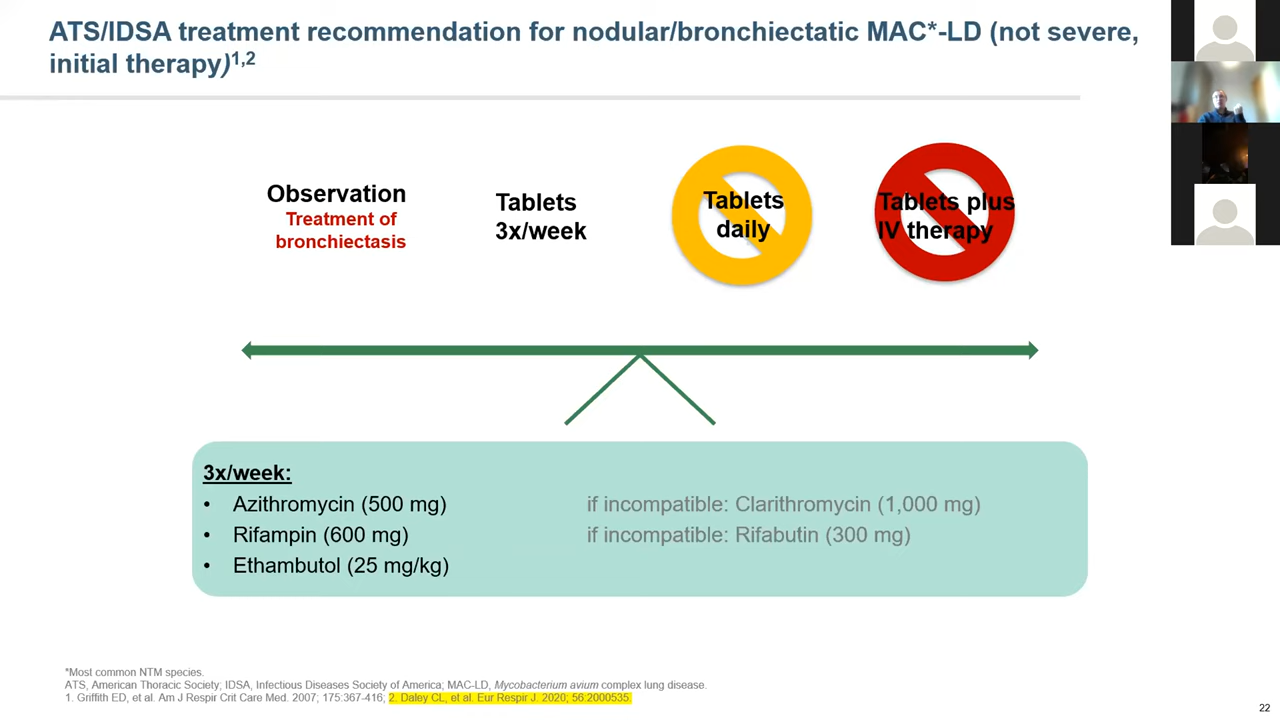 ATS/IDSA treatment recommendation for nodular/bronchiectatic MAC*-LD (not severe,
initial therapy)1,2
Observation
Treatment of
bronchiectasis
Tablets
3x/week
Tablets
daily
Tablets plus
IV therapy
3x/week:
• Azithromycin (500 mg) if incompatible: Clarithromycin (1,000 mg)
• Rifampin (600 mg) if incompatible: Rifabutin (300 mg)
• Ethambutol (25 mg/kg)
*Most common NTM species.
ATS, American Thoracic Society; IDSA, Infectious Diseases Society of America; MAC-LD, Mycobacterium avium complex lung disease.
1. Griffith ED, et al. Am J Respir Crit Care Med. 2007; 175:367-416, 2. Daley CL, et al. Eur Respir J. 2020; 56:2000535.
22